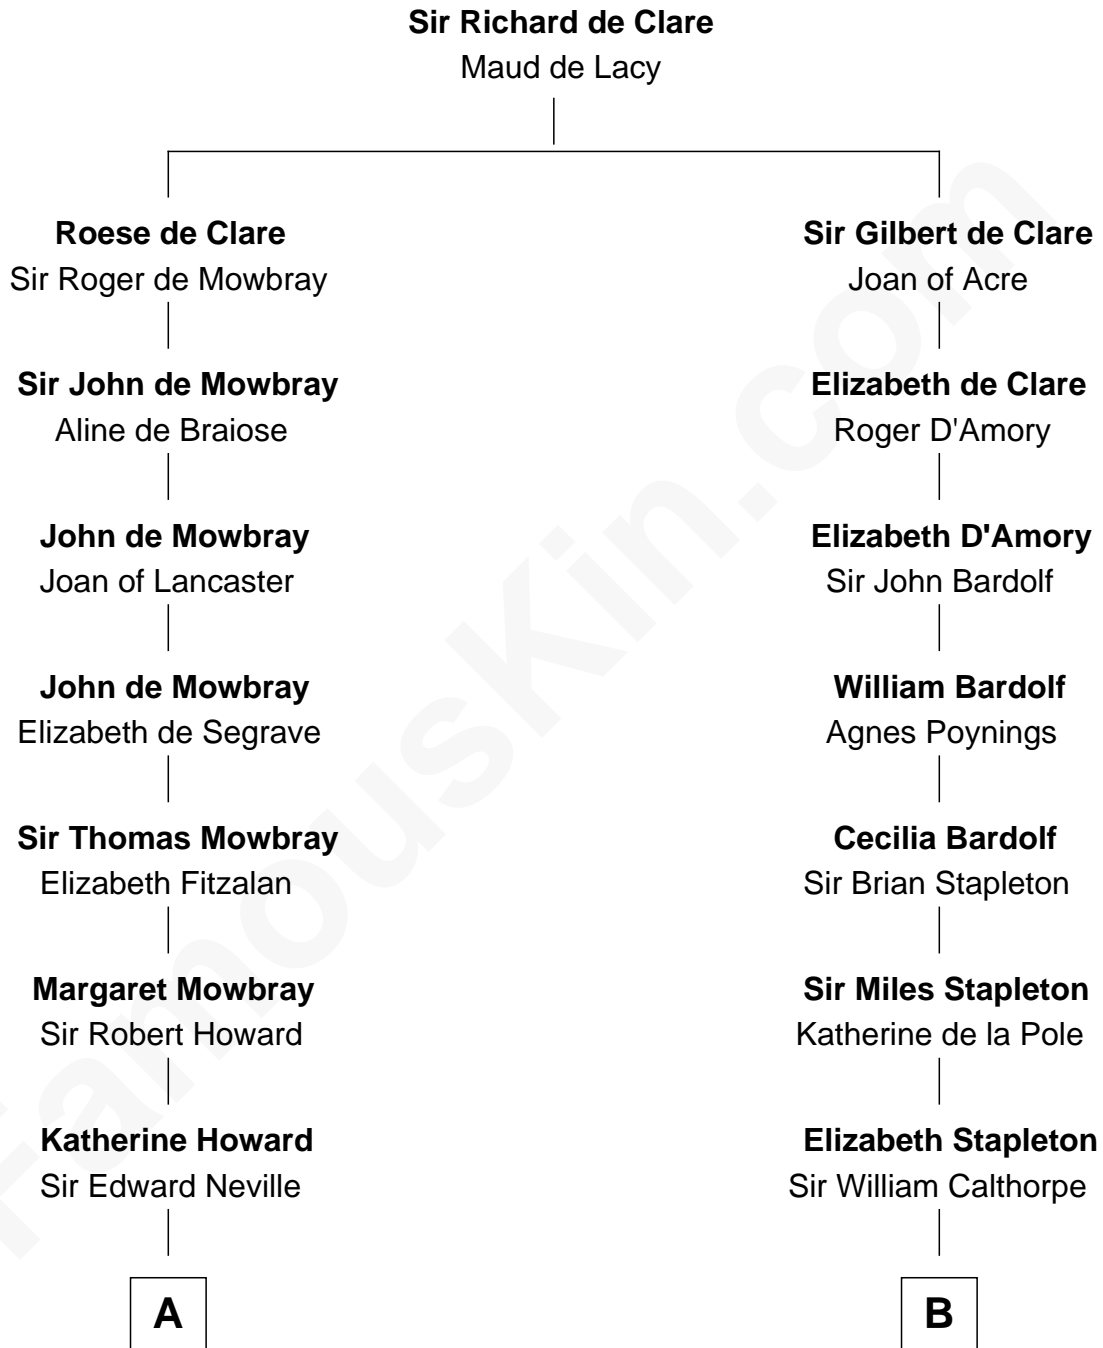 Sir Richard de Clare
Maud de Lacy
Roese de Clare
Sir Roger de Mowbray
Sir Gilbert de Clare
Joan of Acre
Sir John de Mowbray
Aline de Braiose
Elizabeth de Clare
Roger D'Amory
John de Mowbray
Joan of Lancaster
Elizabeth D'Amory
Sir John Bardolf
John de Mowbray
Elizabeth de Segrave
William Bardolf
Agnes Poynings
Sir Thomas Mowbray
Elizabeth Fitzalan
Cecilia Bardolf
Sir Brian Stapleton
Margaret Mowbray
Sir Robert Howard
Sir Miles Stapleton
Katherine de la Pole
Katherine Howard
Sir Edward Neville
Elizabeth Stapleton
Sir William Calthorpe
A
B
FamousKin.com